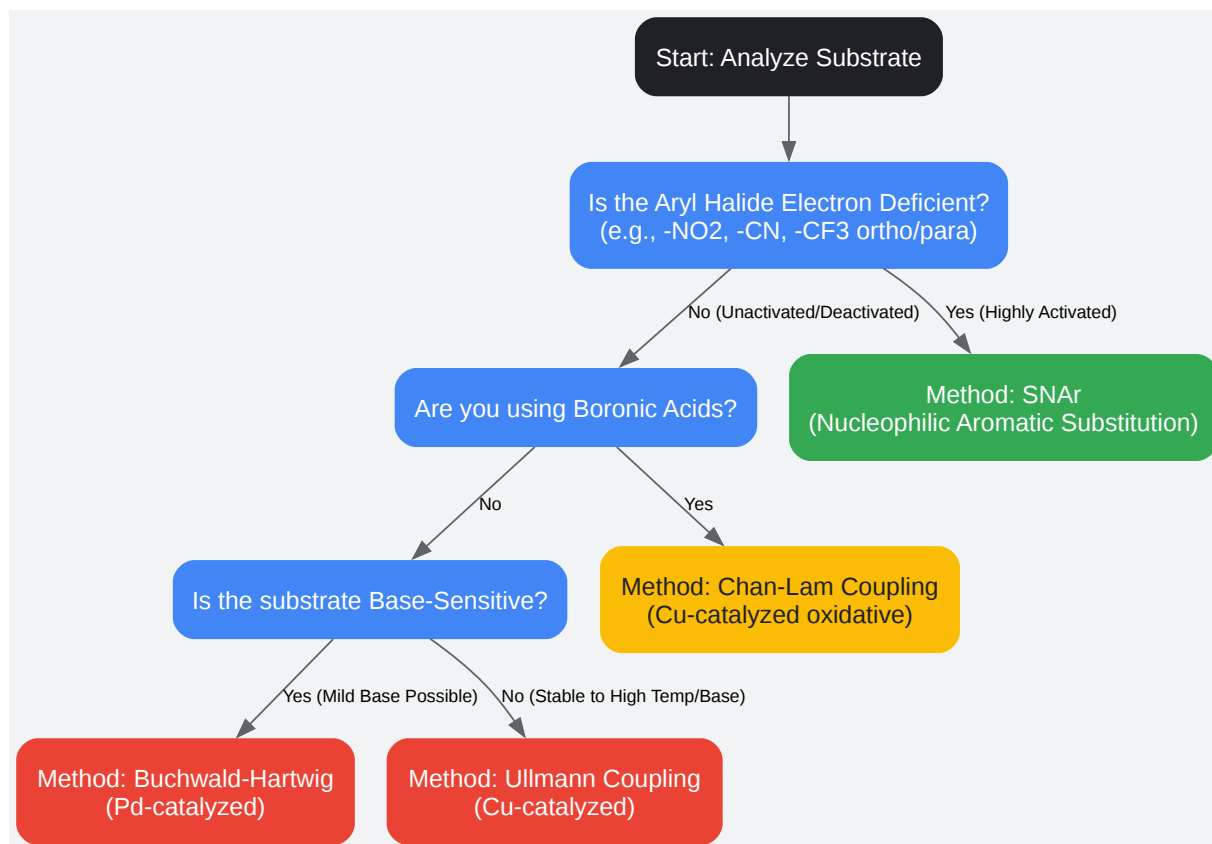 Start: Analyze Substrate
Is the Aryl Halide Electron Deficient?
(e.g., -NO2, -CN, -CF3 ortho/para)
No (Unactivated/Deactivated)
Yes (Highly Activated)
Are you using Boronic Acids?
Method: SNAr
(Nucleophilic Aromatic Substitution)
No
Yes
Is the substrate Base-Sensitive?
Method: Chan-Lam Coupling
(Cu-catalyzed oxidative)
Yes (Mild Base Possible)
No (Stable to High Temp/Base)
Method: Buchwald-Hartwig
(Pd-catalyzed)
Method: Ullmann Coupling
(Cu-catalyzed)